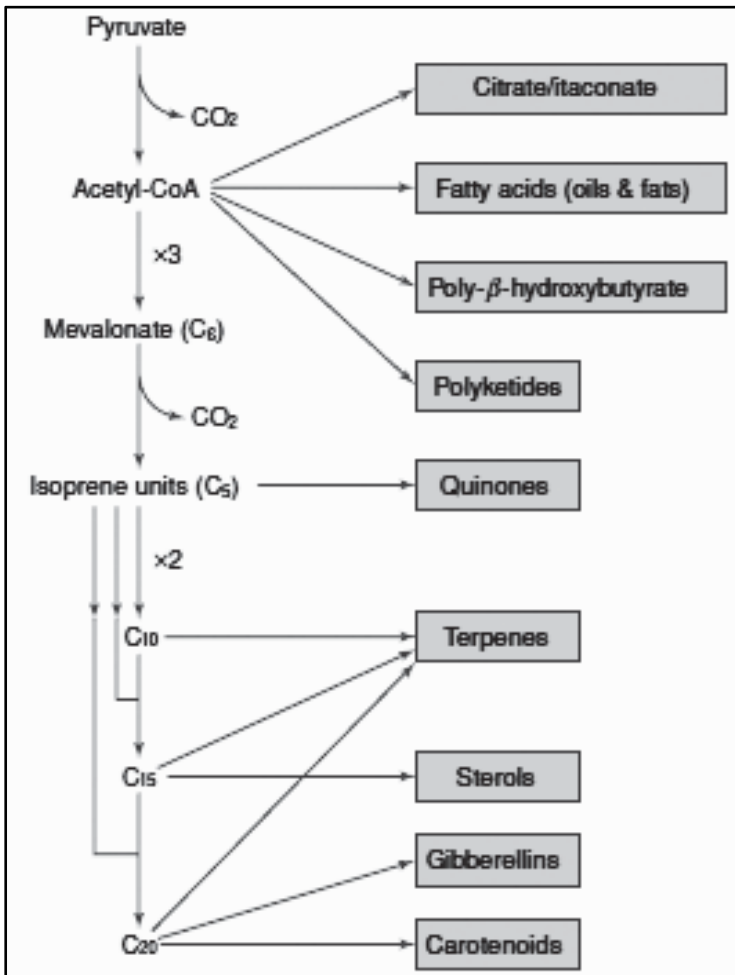 Pyruvate
CO₂
Citrate/itaconate
Acetyl-CoA
Fatty acids (oils & fats)
×3
Poly-β-hydroxybutyrate
Mevalonate (C₆)
Polyketides
CO₂
Isoprene units (C₅)
Quinones
×2
C₁₀
Terpenes
C₁₅
Sterols
Gibberellins
C₂₀
Carotenoids